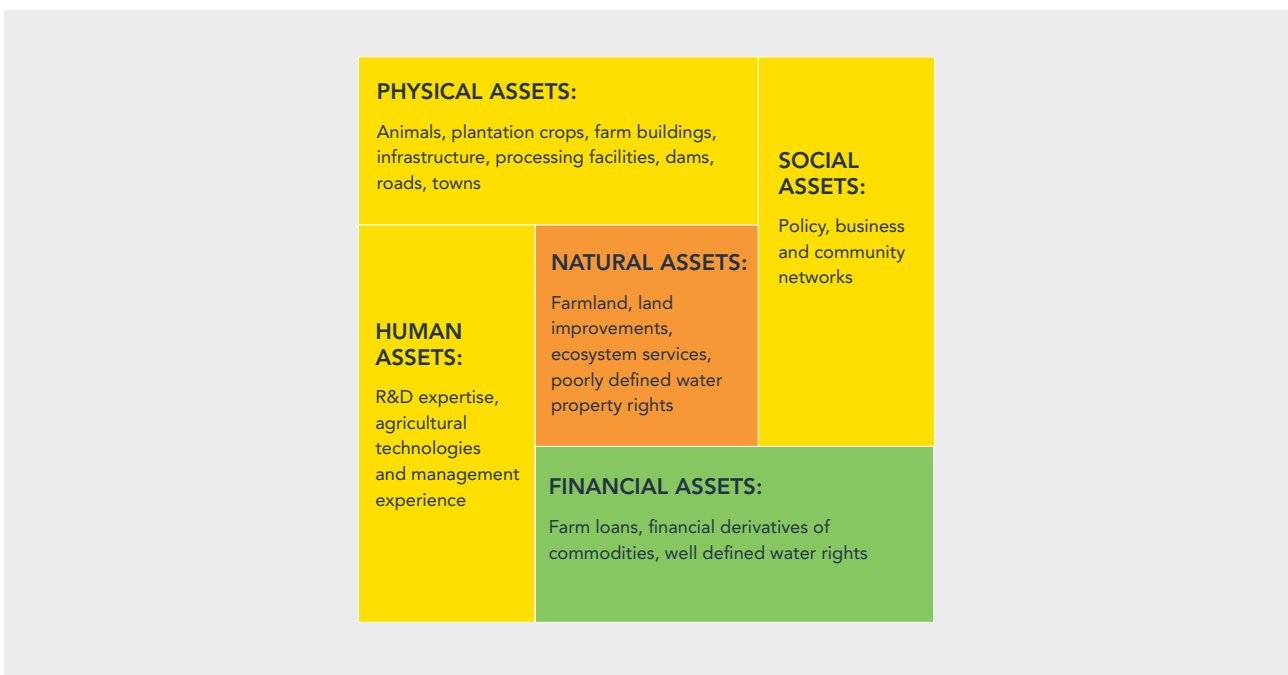 PHYSICAL ASSETS:
Animals, plantation crops, farm buildings,
infrastructure, processing facilities, dams,
roads, towns
SOCIAL
ASSETS:
Policy, business
and community
networks
HUMAN
ASSETS:
R&D expertise,
agricultural
technologies
and management
experience
NATURAL ASSETS:
Farmland, land
improvements,
ecosystem services,
poorly defined water
property rights
FINANCIAL ASSETS:
Farm loans, financial derivatives of
commodities, well defined water rights